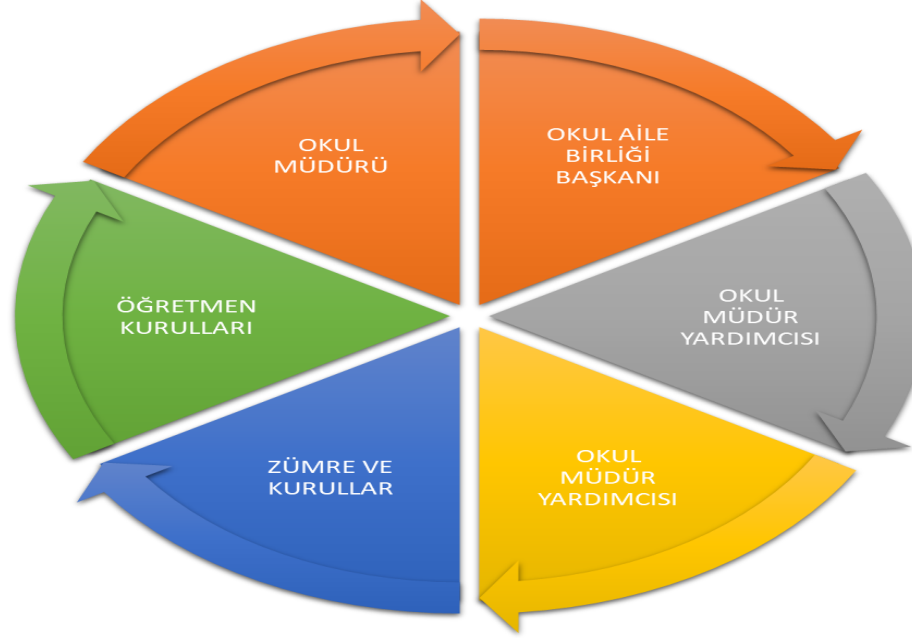 OKUL
MÜDÜRÜ
OKUL AİLE
BİRLİĞİ
BAŞKANI
OKUL
MÜDÜR
YARDIMCISI
OKUL
MÜDÜR
YARDIMCISI
ZÜMRE VE
KURULLAR
ÖĞRETMEN
KURULLARI